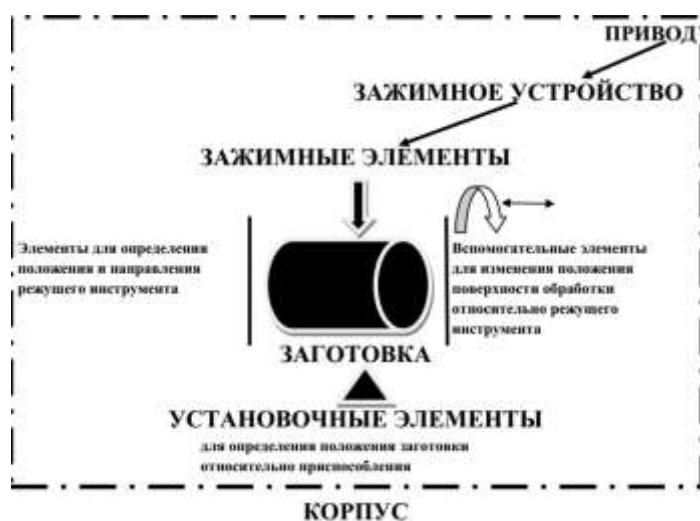 ПРИВОД
ЗАЖИМНОЕ УСТРОЙСТВО
ЗАЖИМНЫЕ ЭЛЕМЕНТЫ
Элементы для определения
положения и направления
режущего инструмента
Вспомогательные элементы
для изменения положения
поверхности обработки
относительно режущего
инструмента
ЗАГОТОВКА
УСТАНОВОЧНЫЕ ЭЛЕМЕНТЫ
для определения положения заготовки
относительно приспособления
КОРПУС